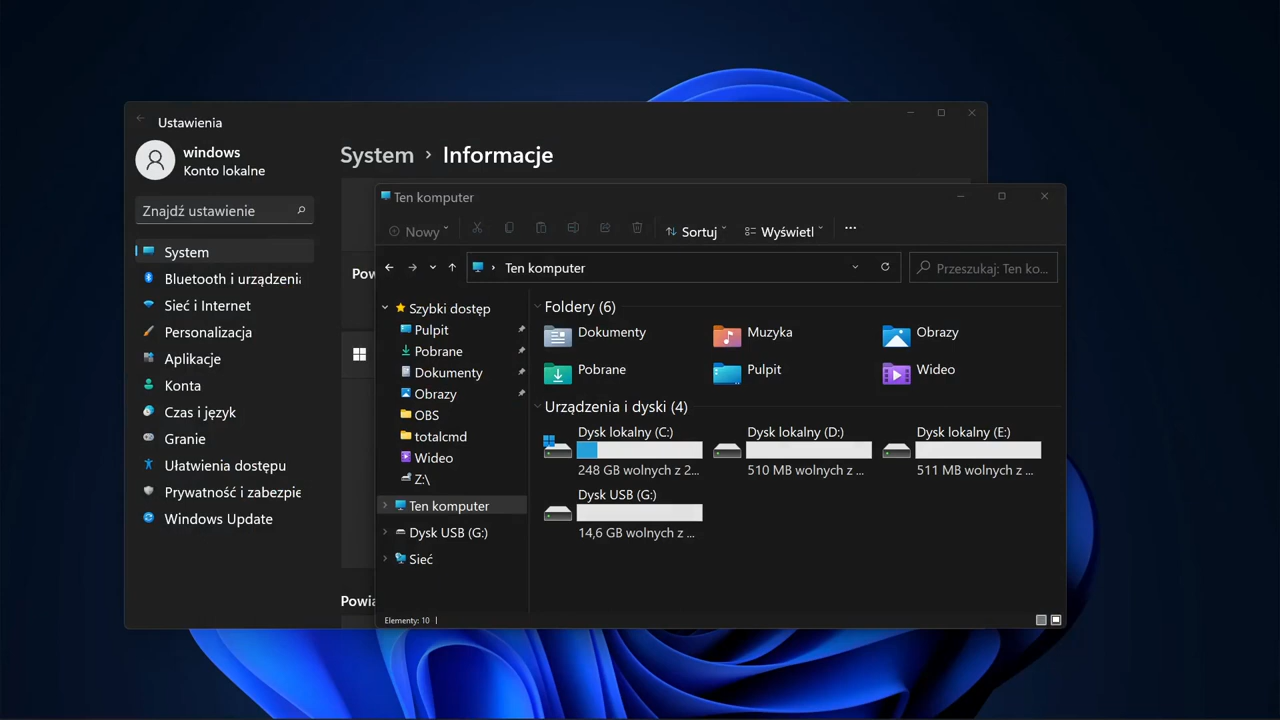 Ustawienia
windows
Konto lokalne
Znajdź ustawienie
System
Bluetooth i urządzenia
Sieć i Internet
Personalizacja
Aplikacje
Konta
Czas i język
Granie
Ułatwienia dostępu
Prywatność i zabezpie
Windows Update
System › Informacje
Pow
Powia
Ten komputer
Nowy
Sortuj
Wyświetl
...
Ten komputer
Przeszukaj: Ten ko...
Szybki dostęp
Pulpit
Pobrane
Dokumenty
Obrazy
OBS
totalcmd
Wideo
Z:\
Ten komputer
Dysk USB (G:)
Sieć
Foldery (6)
Dokumenty
Muzyka
Obrazy
Pobrane
Pulpit
Wideo
Urządzenia i dyski (4)
Dysk lokalny (C:)
248 GB wolnych z 2...
Dysk lokalny (D:)
510 MB wolnych z ...
Dysk lokalny (E:)
511 MB wolnych z ...
Dysk USB (G:)
14,6 GB wolnych z ...
Elementy: 10